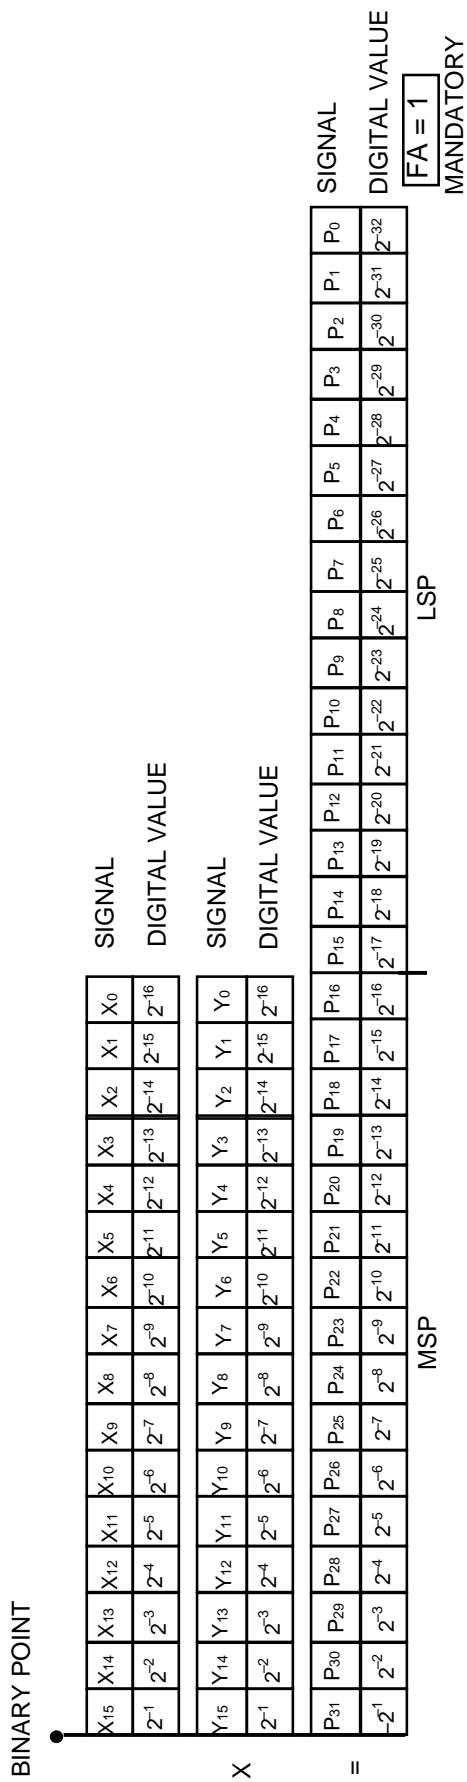 BINARY POINT
X15 X14 X13 X12 X11 X10 X9 X8 X7 X6 X5 X4 X3 X2 X1 X0 SIGNAL
2–1 2–2 2–3 2–4 2–5 2–6 2–7 2–8 2–9 2–10 2–11 2–12 2–13 2–14 2–15 2–16 DIGITAL VALUE
X Y15 Y14 Y13 Y12 Y11 Y10 Y9 Y8 Y7 Y6 Y5 Y4 Y3 Y2 Y1 Y0 SIGNAL
2–1 2–2 2–3 2–4 2–5 2–6 2–7 2–8 2–9 2–10 2–11 2–12 2–13 2–14 2–15 2–16 DIGITAL VALUE
= P31 P30 P29 P28 P27 P26 P25 P24 P23 P22 P21 P20 P19 P18 P17 P16 P15 P14 P13 P12 P11 P10 P9 P8 P7 P6 P5 P4 P3 P2 P1 P0 SIGNAL
–2–1 2–2 2–3 2–4 2–5 2–6 2–7 2–8 2–9 2–10 2–11 2–12 2–13 2–14 2–15 2–16 2–17 2–18 2–19 2–20 2–21 2–22 2–23 2–24 2–25 2–26 2–27 2–28 2–29 2–30 2–31 2–32 DIGITAL VALUE
MSP LSP FA = 1
MANDATORY